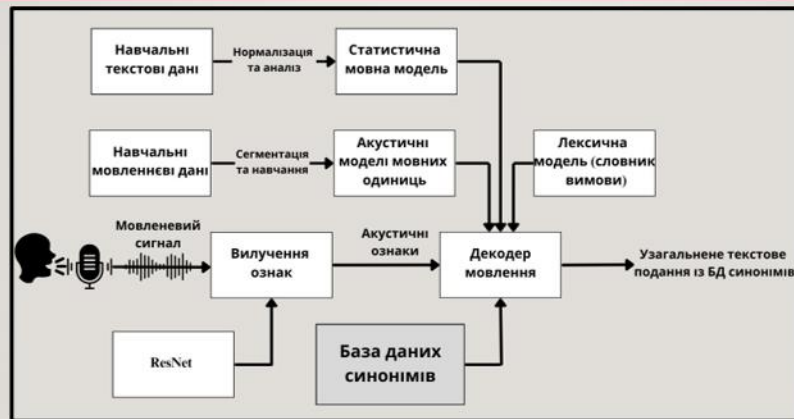 Навчальні
текстові дані
Нормалізація
та аналіз
Статистична
мовна модель
Навчальні
мовленнєві дані
Сегментація
та навчання
Акустичні
моделі мовних
одиниць
Лексична
модель (словник
вимови)
Мовленевий
сигнал
Вилучення
ознак
Акустичні
ознаки
Декодер
мовлення
Узагальнене текстове
подання із БД синонімів
ResNet
База даних
синонімів